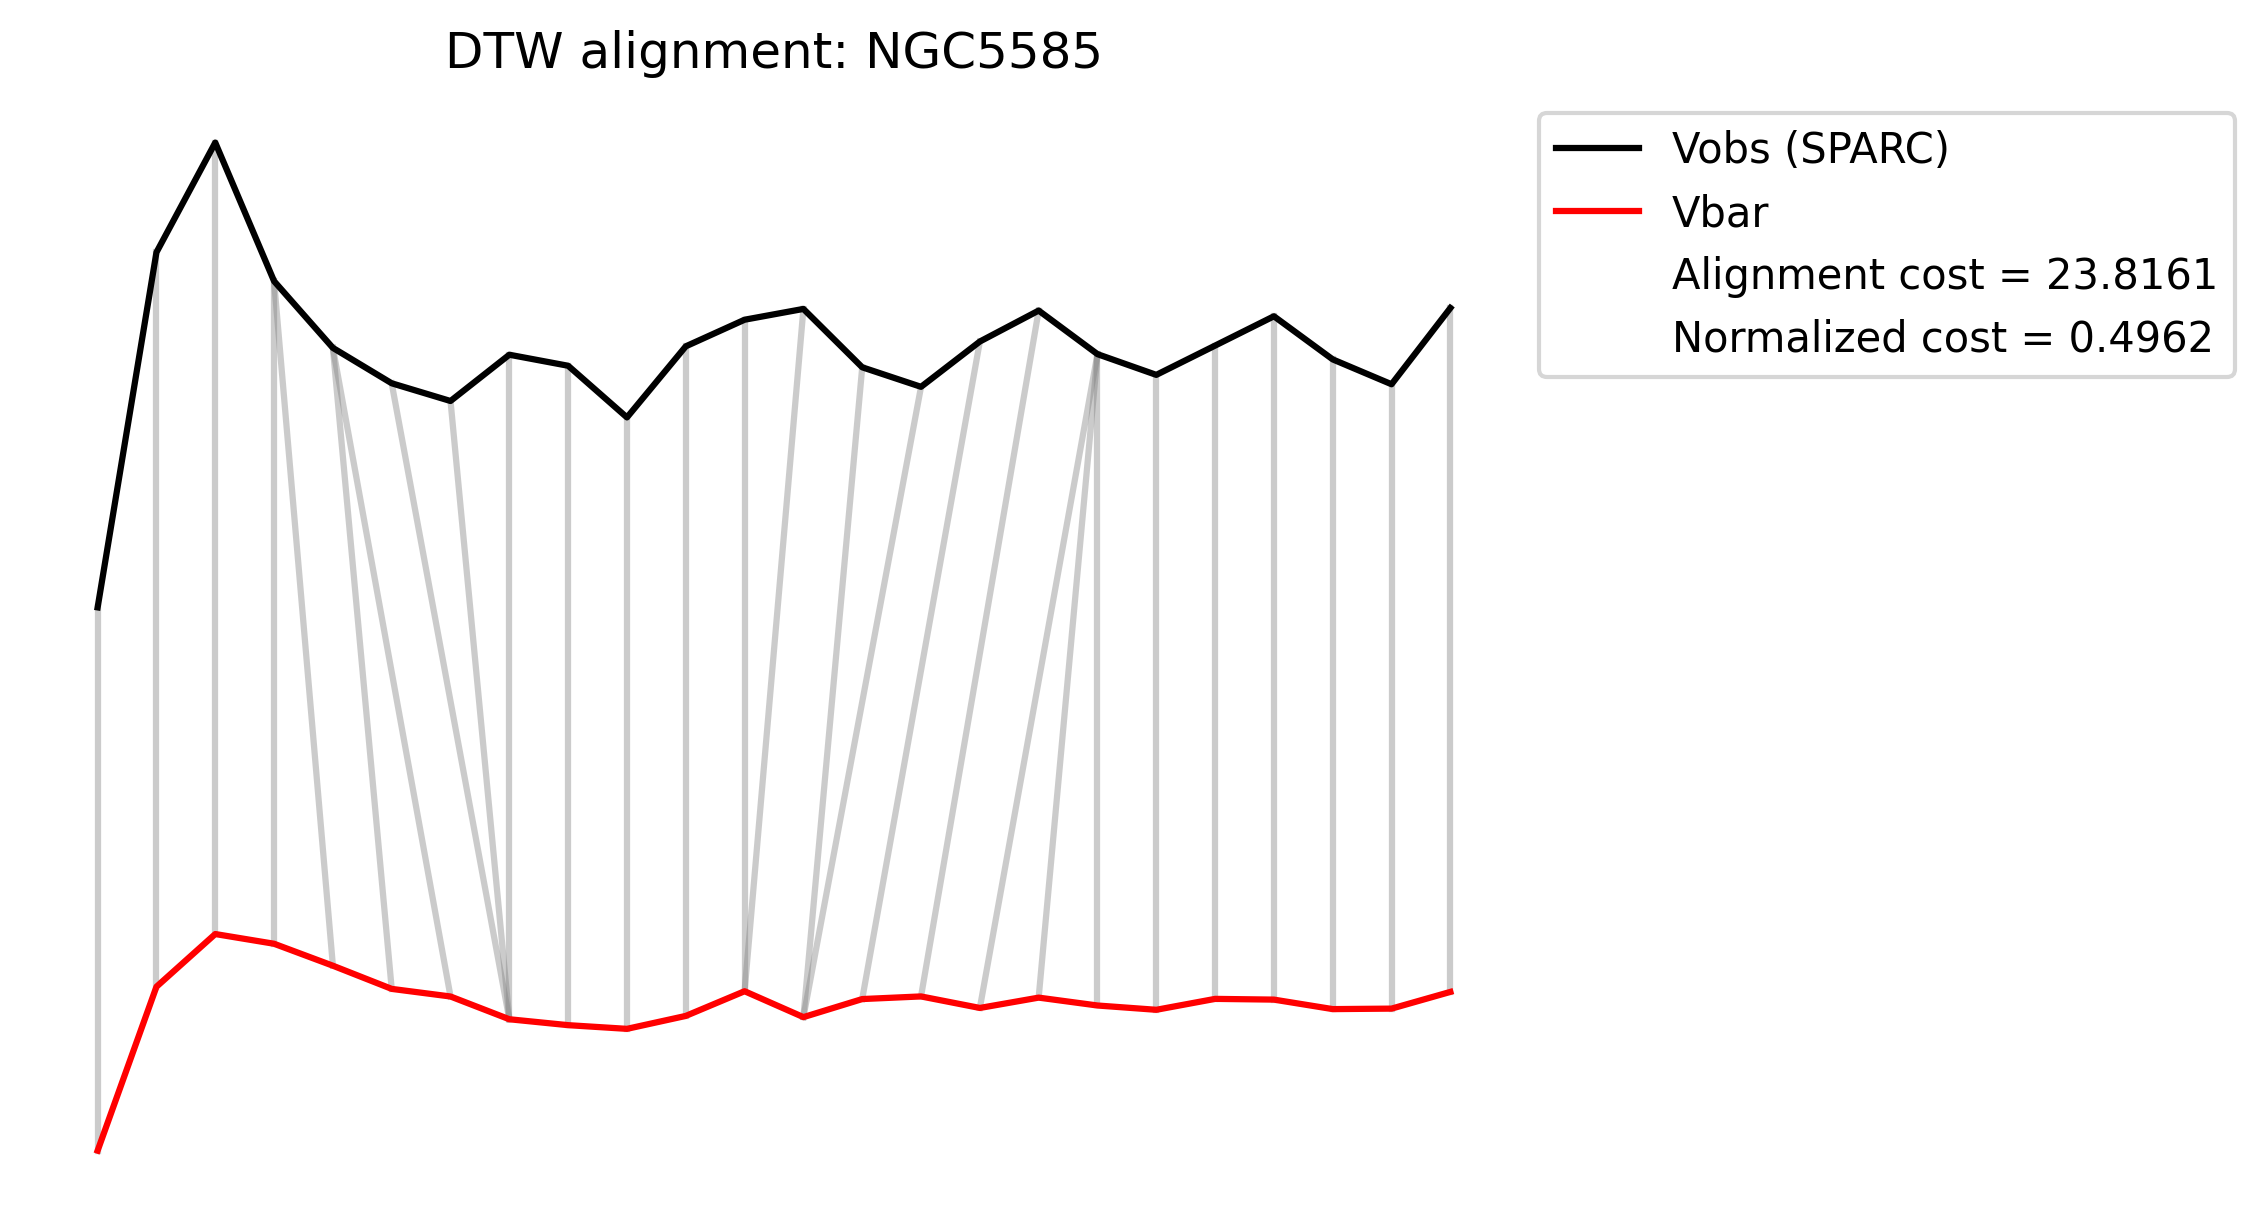 DTW alignment: NGC5585
Vobs (SPARC)
Vbar
Alignment cost = 23.8161
Normalized cost = 0.4962